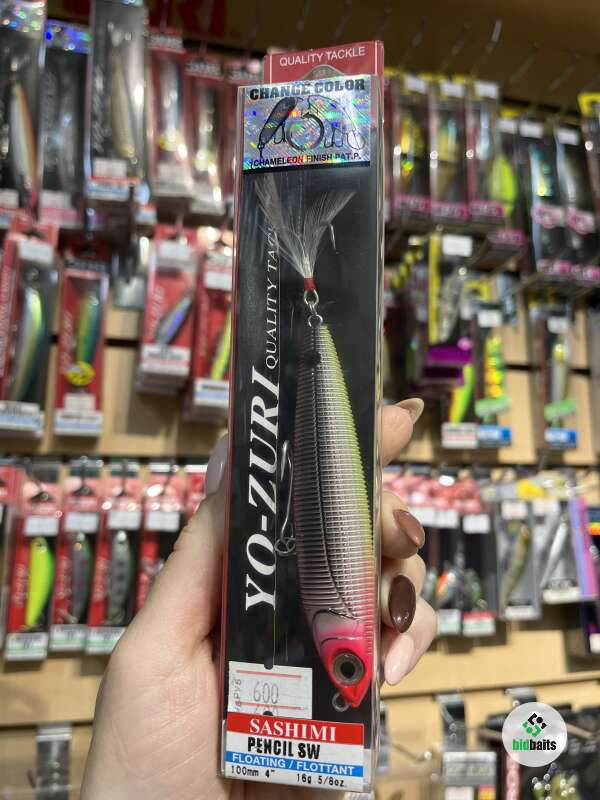 QUALITY TACKLE
CHANGE COLOR
CHAMELEON FINISH PAT.P.
YO-ZURI QUALITY TAC
600
SASHIMI
PENCIL SW
FLOATING / FLOTTANT
100mm 4" 16g 5/8oz.
bidbaits